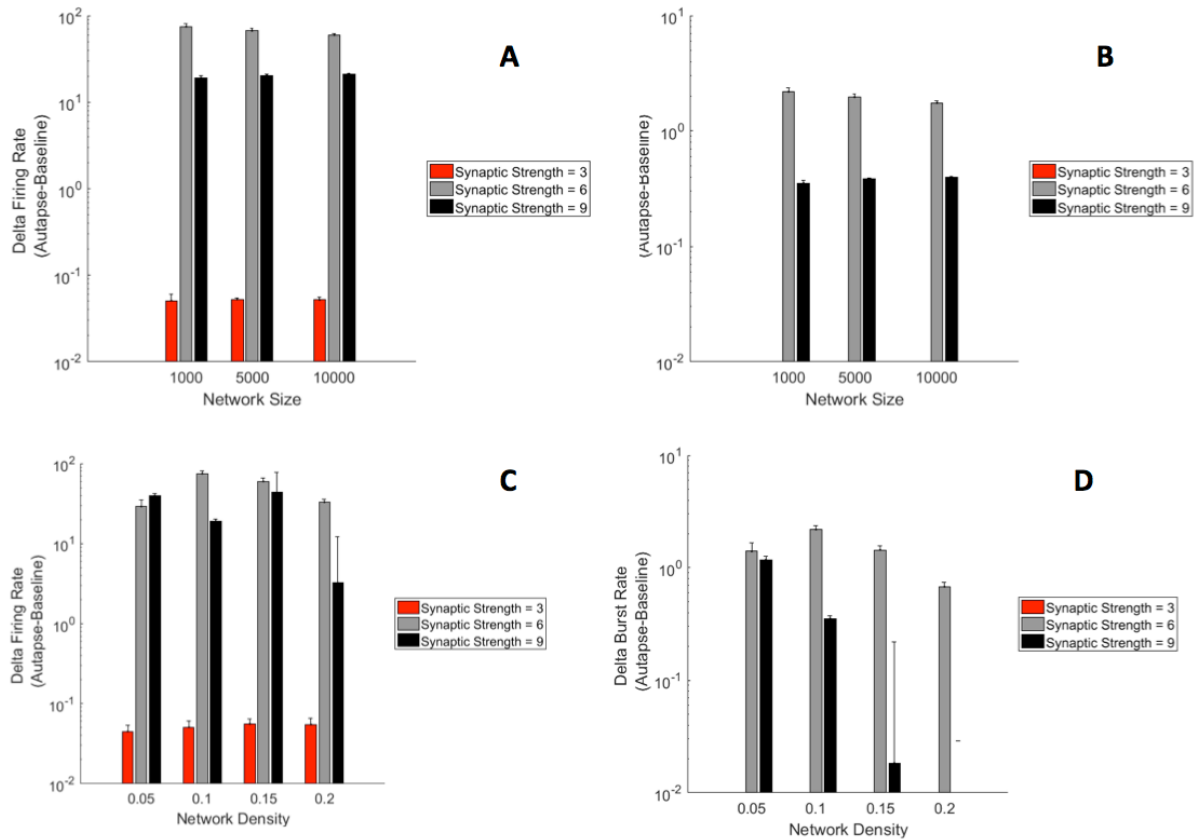 A
Delta Firing Rate
(Autapse-Baseline)
10^2
10^1
10^0
10^-1
10^-2
1000 5000 10000
Network Size
Synaptic Strength = 3
Synaptic Strength = 6
Synaptic Strength = 9
B
(Autapse-Baseline)
10^1
10^0
10^-1
10^-2
1000 5000 10000
Network Size
Synaptic Strength = 3
Synaptic Strength = 6
Synaptic Strength = 9
C
Delta Firing Rate
(Autapse-Baseline)
10^2
10^1
10^0
10^-1
10^-2
0.05 0.1 0.15 0.2
Network Density
Synaptic Strength = 3
Synaptic Strength = 6
Synaptic Strength = 9
D
Delta Burst Rate
(Autapse-Baseline)
10^1
10^0
10^-1
10^-2
0.05 0.1 0.15 0.2
Network Density
Synaptic Strength = 3
Synaptic Strength = 6
Synaptic Strength = 9